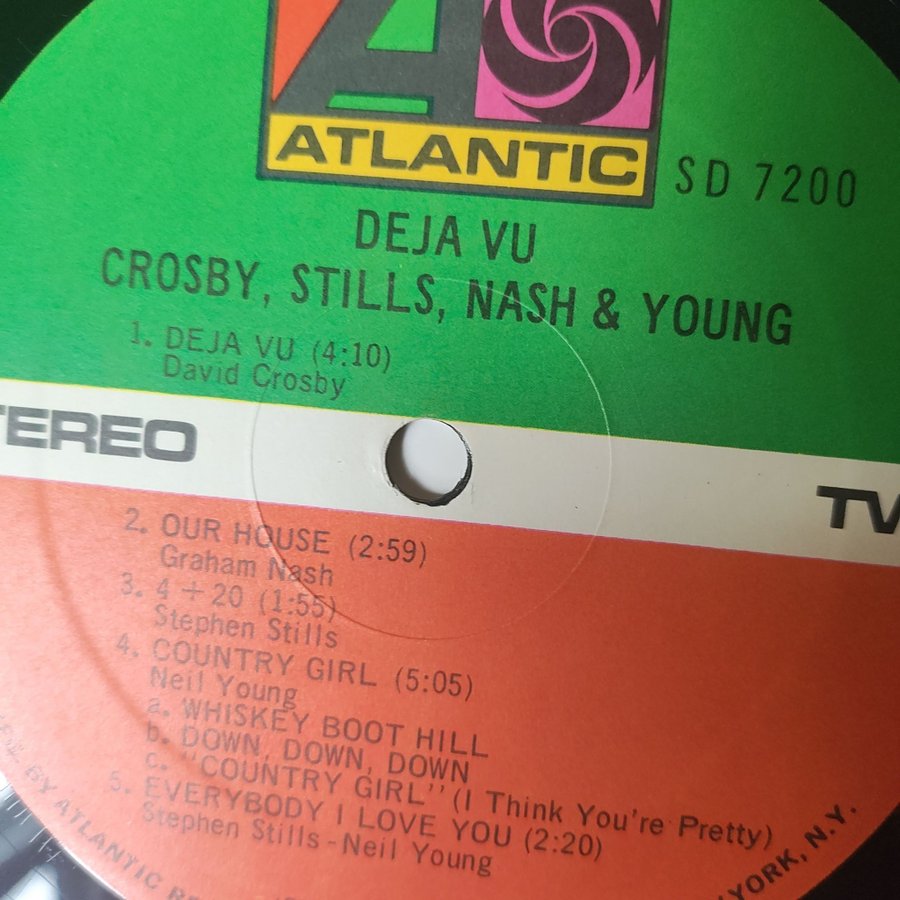 ATLANTIC
SD 7200
DEJA VU
CROSBY, STILLS, NASH & YOUNG
1. DEJA VU (4:10)
David Crosby
TEREO
TV
2. OUR HOUSE (2:59)
Graham Nash
3. 4 + 20 (1:55)
Stephen Stills
4. COUNTRY GIRL (5:05)
Neil Young
a. WHISKEY BOOT HILL
b. DOWN, DOWN, DOWN
c. "COUNTRY GIRL" (I Think You're Pretty)
5. EVERYBODY I LOVE YOU (2:20)
Stephen Stills-Neil Young
BY ATLANTIC
YORK, N.Y.